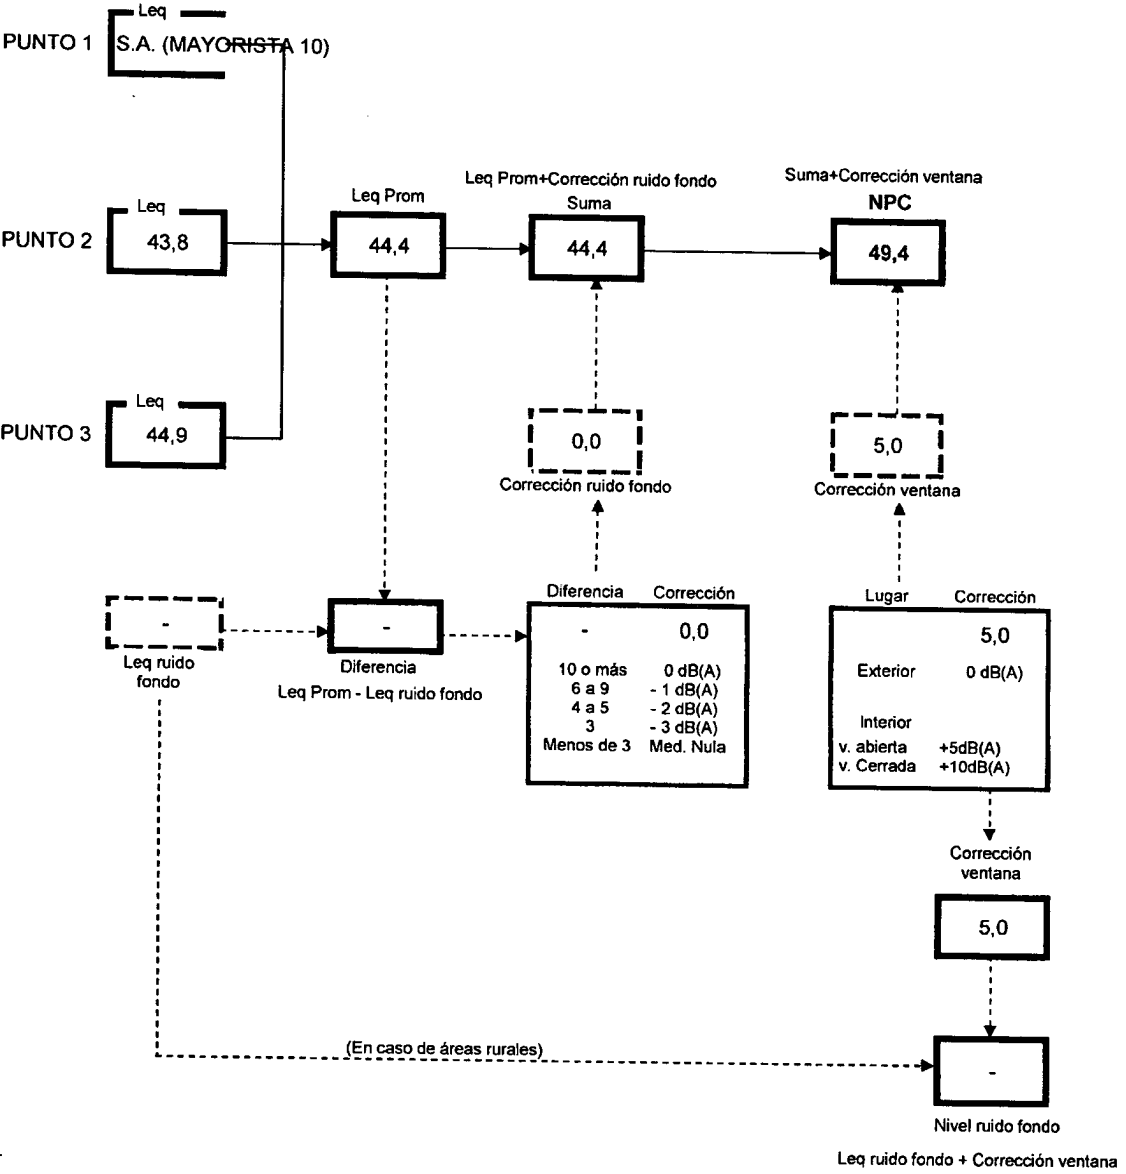 Leq
PUNTO 1
S.A. (MAYORISTA 10)
Leq Prom+Corrección ruido fondo
Suma+Corrección ventana
Leq
Leq Prom
Suma
NPC
PUNTO 2
43,8
44,4
44,4
49,4
Leq
PUNTO 3
44,9
0,0
5,0
Corrección ruido fondo
Corrección ventana
Diferencia Corrección
Lugar Corrección
-
-
- 0,0
5,0
Leq ruido
fondo
Diferencia
Leq Prom - Leq ruido fondo
10 o más 0 dB(A)
6 a 9 - 1 dB(A)
4 a 5 - 2 dB(A)
3 - 3 dB(A)
Menos de 3 Med. Nula
Exterior 0 dB(A)
Interior
v. abierta +5dB(A)
v. Cerrada +10dB(A)
Corrección
ventana
5,0
(En caso de áreas rurales)
-
Nivel ruido fondo
Leq ruido fondo + Corrección ventana